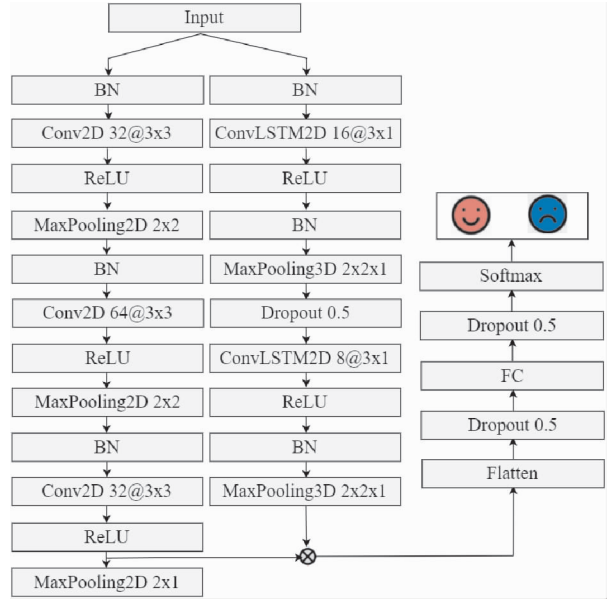 Input
BN
Conv2D 32@3x3
ReLU
MaxPooling2D 2x2
BN
Conv2D 64@3x3
ReLU
MaxPooling2D 2x2
BN
Conv2D 32@3x3
ReLU
MaxPooling2D 2x1
BN
ConvLSTM2D 16@3x1
ReLU
BN
MaxPooling3D 2x2x1
Dropout 0.5
ConvLSTM2D 8@3x1
ReLU
BN
MaxPooling3D 2x2x1
Softmax
Dropout 0.5
FC
Dropout 0.5
Flatten